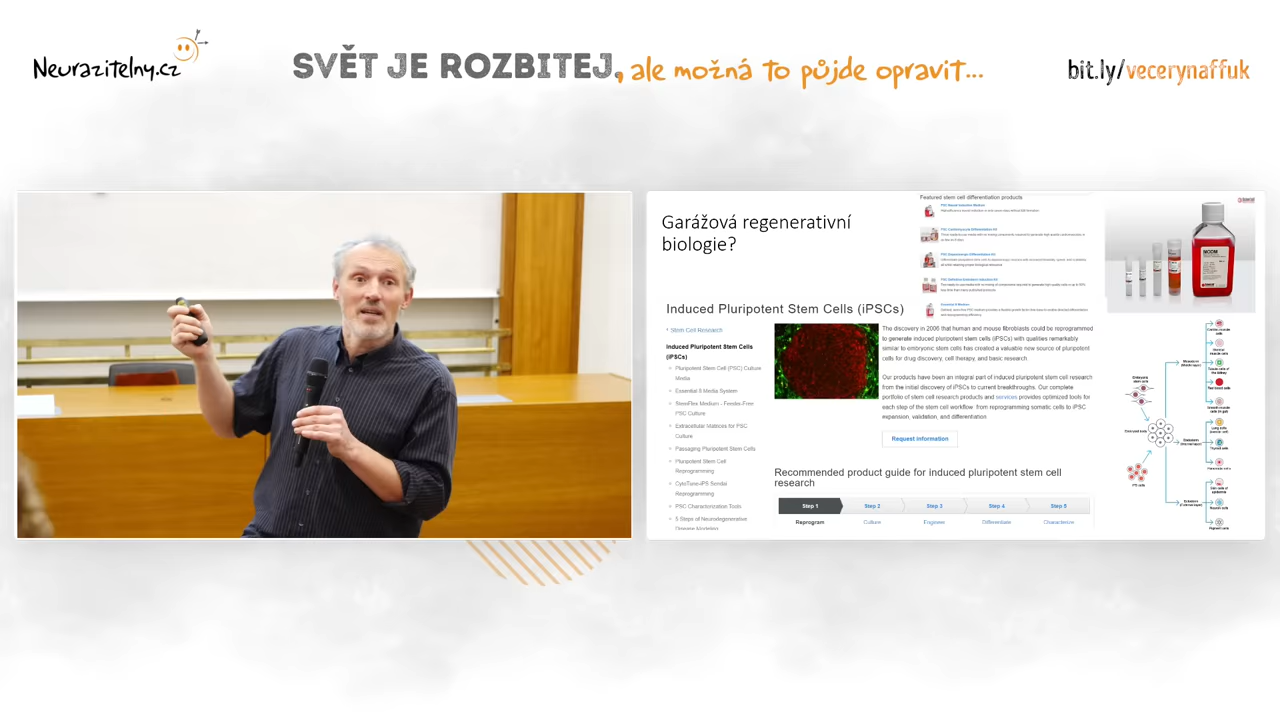 Neurazitelny.cz
SVĚT JE ROZBITEJ, ale možná to půjde opravit...
bit.ly/vecerynaffuk
Garážová regenerativní
biologie?
Featured stem cell differentiation products
Induced Pluripotent Stem Cells (iPSCs)
‹ Stem Cell Research
Induced Pluripotent Stem Cells
(iPSCs)
Pluripotent Stem Cell (PSC) Culture
Media
Essential 8 Media System
StemFlex Medium - Feeder-Free
PSC Culture
Extracellular Matrices for PSC
Culture
Passaging Pluripotent Stem Cells
Pluripotent Stem Cell
Reprogramming
CytoTune-iPS Sendai
Reprogramming
PSC Characterization Tools
5 Steps of Neurodegenerative
Disease Modeling
The discovery in 2006 that human and mouse fibroblasts could be reprogrammed
to generate induced pluripotent stem cells (iPSCs) with qualities remarkably
similar to embryonic stem cells has created a valuable new source of pluripotent
cells for drug discovery, cell therapy, and basic research.
Our products have been an integral part of induced pluripotent stem cell research
from the initial discovery of iPSCs to current breakthroughs. Our complete
portfolio of stem cell research products and services provides optimized tools for
each step of the stem cell workflow from reprogramming somatic cells to iPSC
expansion, validation, and differentiation.
Request information
Recommended product guide for induced pluripotent stem cell
research
Step 1 Step 2 Step 3 Step 4 Step 5
Reprogram Culture Engineer Differentiate Characterize